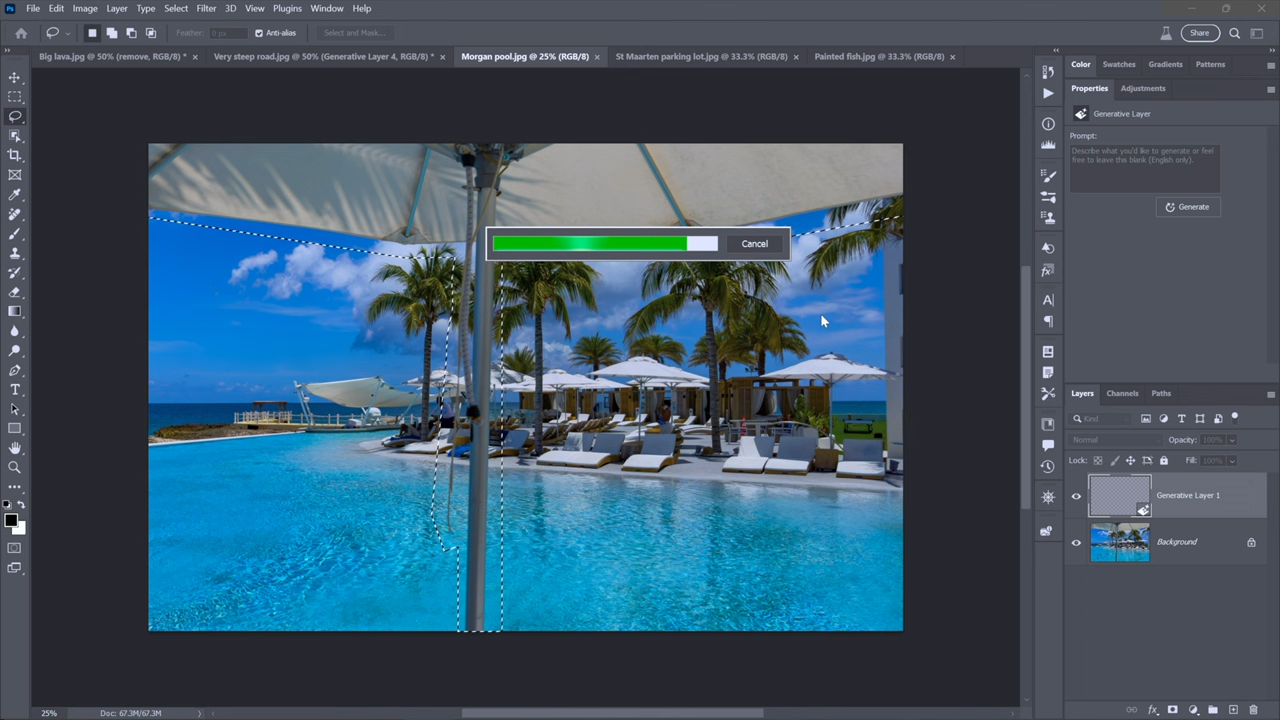 Ps File Edit Image Layer Type Select Filter 3D View Plugins Window Help
Feather: 0 px Anti-alias Select and Mask... Share
Big lava.jpg @ 50% (remove, RGB/8) * × Very steep road.jpg @ 50% (Generative Layer 4, RGB/8) * × Morgan pool.jpg @ 25% (RGB/8) × St Maarten parking lot.jpg @ 33.3% (RGB/8) × Painted fish.jpg @ 33.3% (RGB/8) ×
Color Swatches Gradients Patterns
Properties Adjustments
Generative Layer
Prompt:
Describe what you'd like to generate or feel
free to leave this blank (English only).
Generate
Cancel
Layers Channels Paths
Kind
Normal Opacity: 100%
Lock: Fill: 100%
Generative Layer 1
Background
25% Doc: 67.3M/67.3M